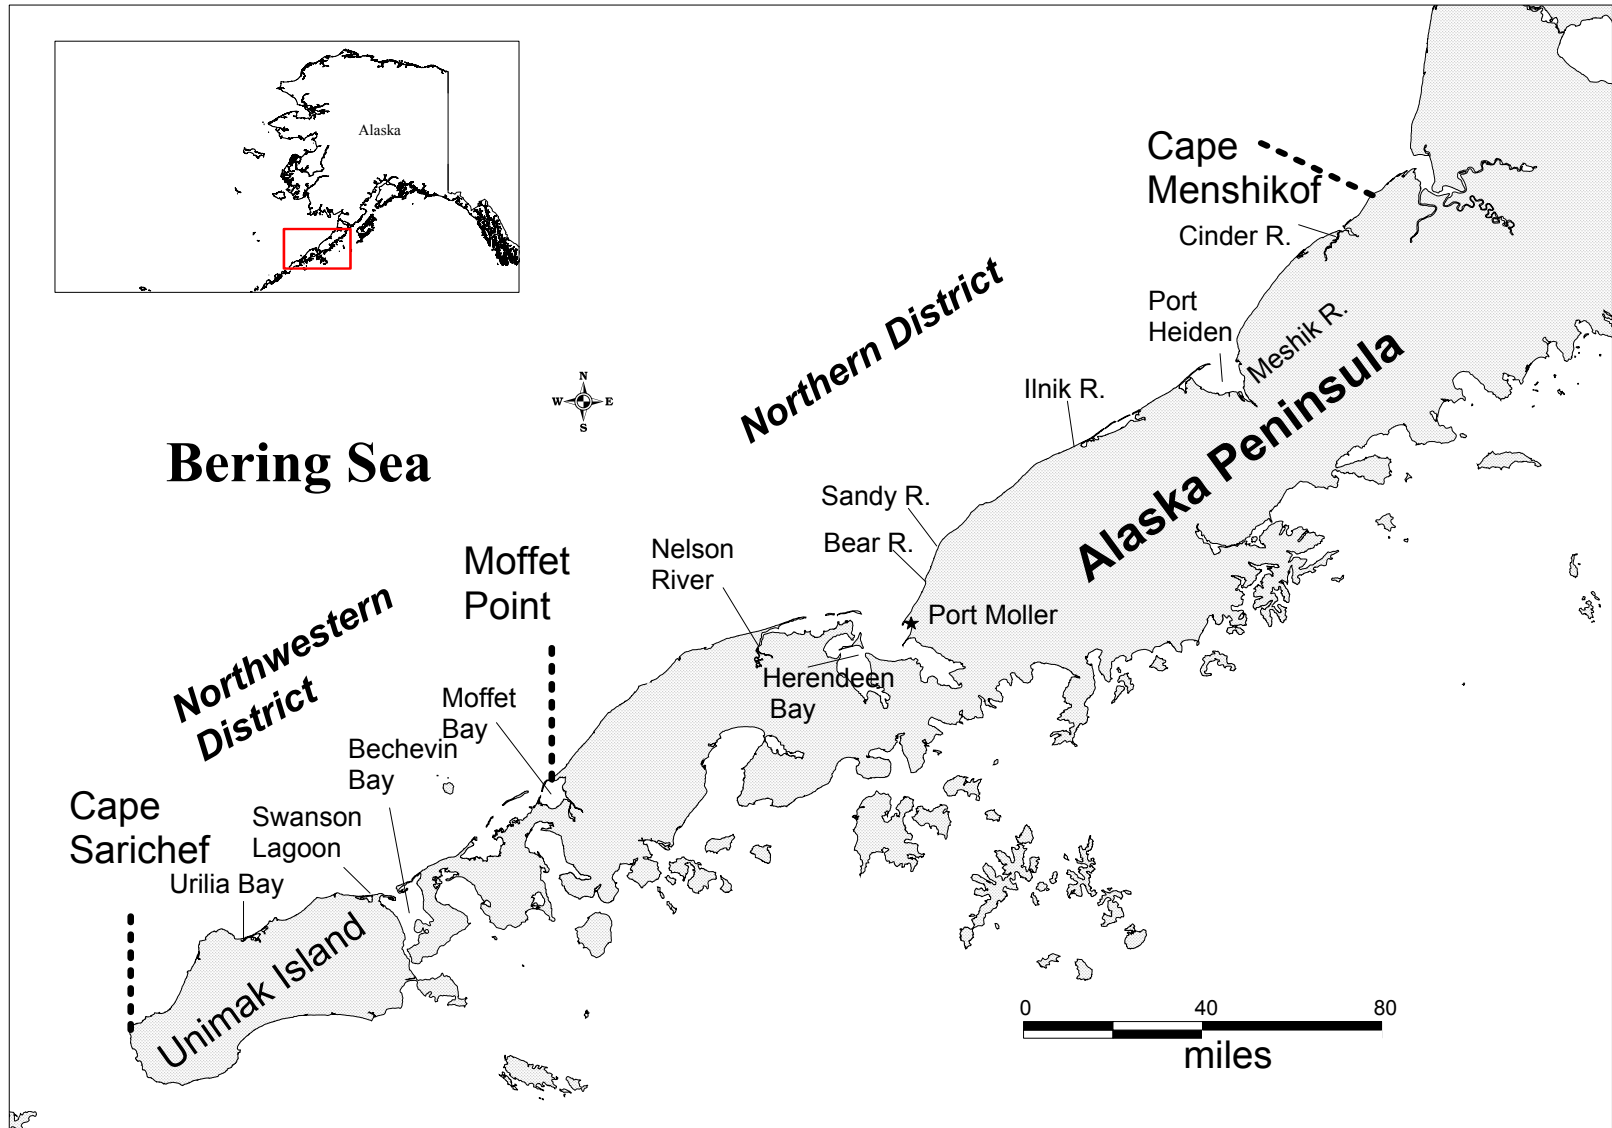 Alaska
Cape
Menshikof
Cinder R.
Port
Heiden
Meshik R.
Northern District
Ilnik R.
Alaska Peninsula
N
W
E
S
Bering Sea
Sandy R.
Bear R.
Nelson
River
Moffet
Point
Port Moller
Northwestern
District
Herendeen
Bay
Moffet
Bay
Bechevin
Bay
Cape
Sarichef
Swanson
Lagoon
Urilia Bay
Unimak Island
0 40 80
miles